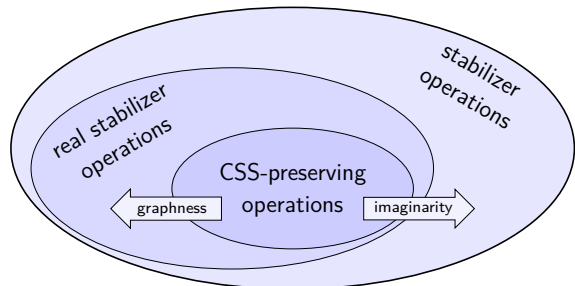 stabilizer
operations
real stabilizer
operations
CSS-preserving
operations
graphness
imaginarity